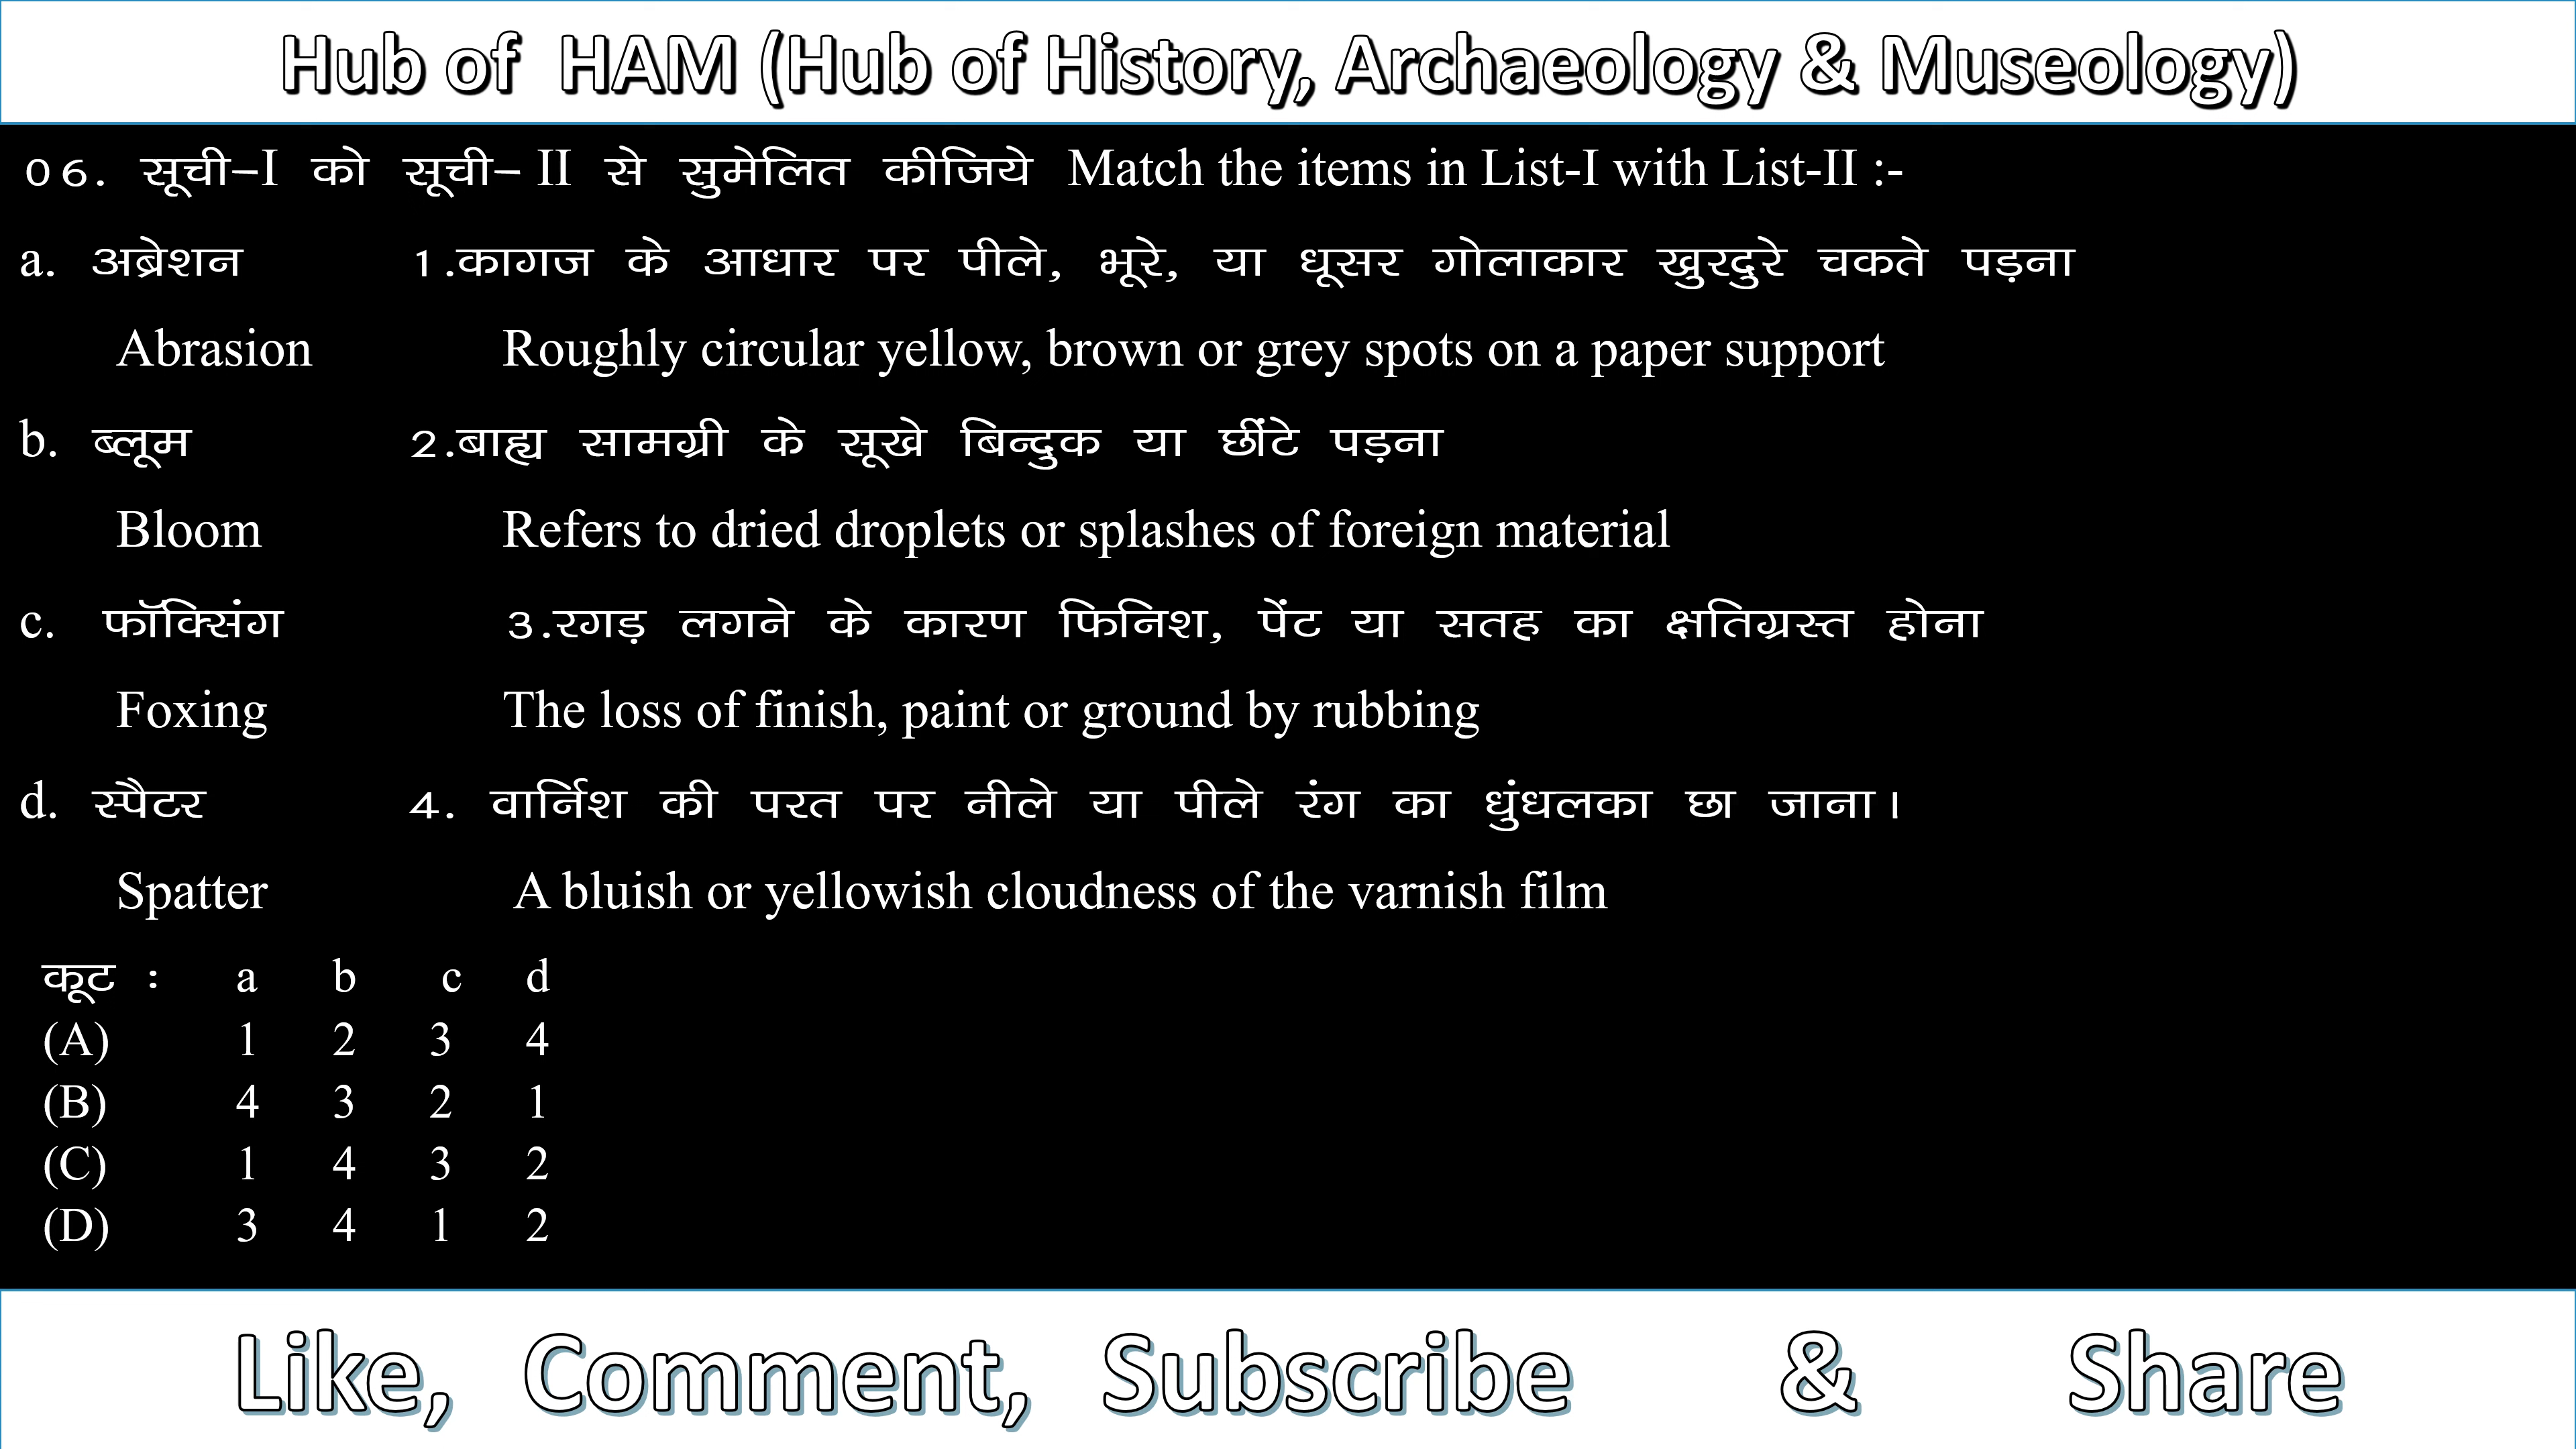 Hub of HAM (Hub of History, Archaeology & Museology)
06. सूची–I को सूची– II से सुमेलित कीजिये Match the items in List-I with List-II :-
a. अब्रेशन 1.कागज के आधार पर पीले, भूरे, या धूसर गोलाकार खुरदुरे चकते पड़ना
Abrasion Roughly circular yellow, brown or grey spots on a paper support
b. ब्लूम 2.बाह्य सामग्री के सूखे बिन्दुक या छींटे पड़ना
Bloom Refers to dried droplets or splashes of foreign material
c. फॉक्सिंग 3.रगड़ लगने के कारण फिनिश, पेंट या सतह का क्षतिग्रस्त होना
Foxing The loss of finish, paint or ground by rubbing
d. स्पैटर 4. वार्निश की परत पर नीले या पीले रंग का धुंधलका छा जाना।
Spatter A bluish or yellowish cloudness of the varnish film
कूट : a b c d
(A) 1 2 3 4
(B) 4 3 2 1
(C) 1 4 3 2
(D) 3 4 1 2
Like, Comment, Subscribe & Share